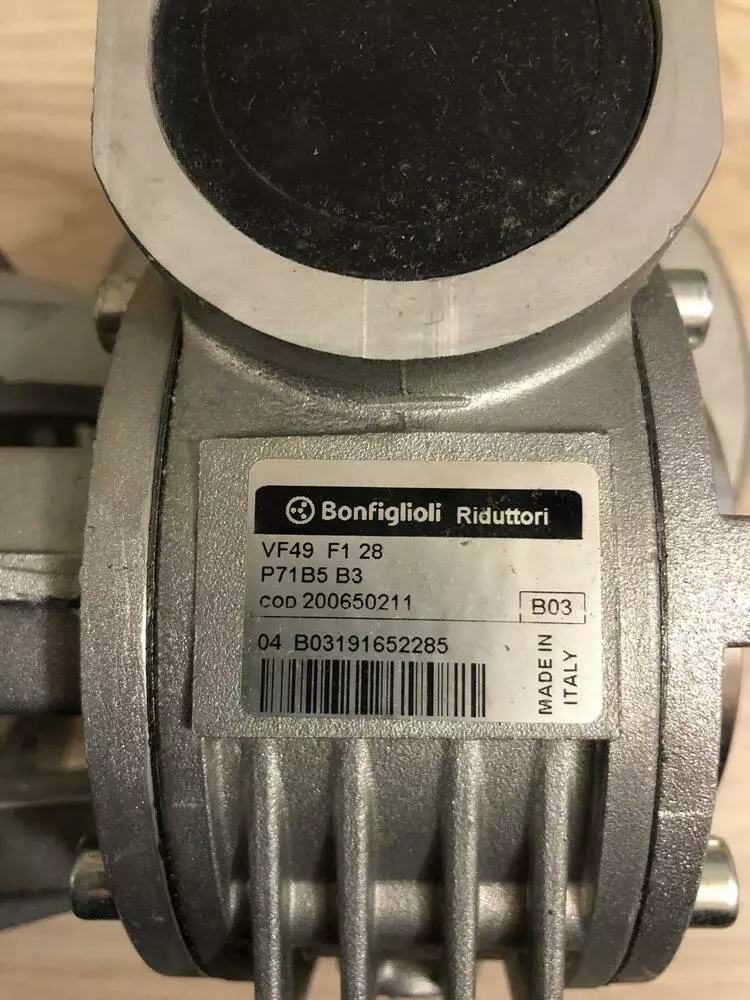 Bonfiglioli Riduttori
VF49 F1 28
P71B5 B3
COD 200650211
B03
04 B03191652285
MADE IN
ITALY